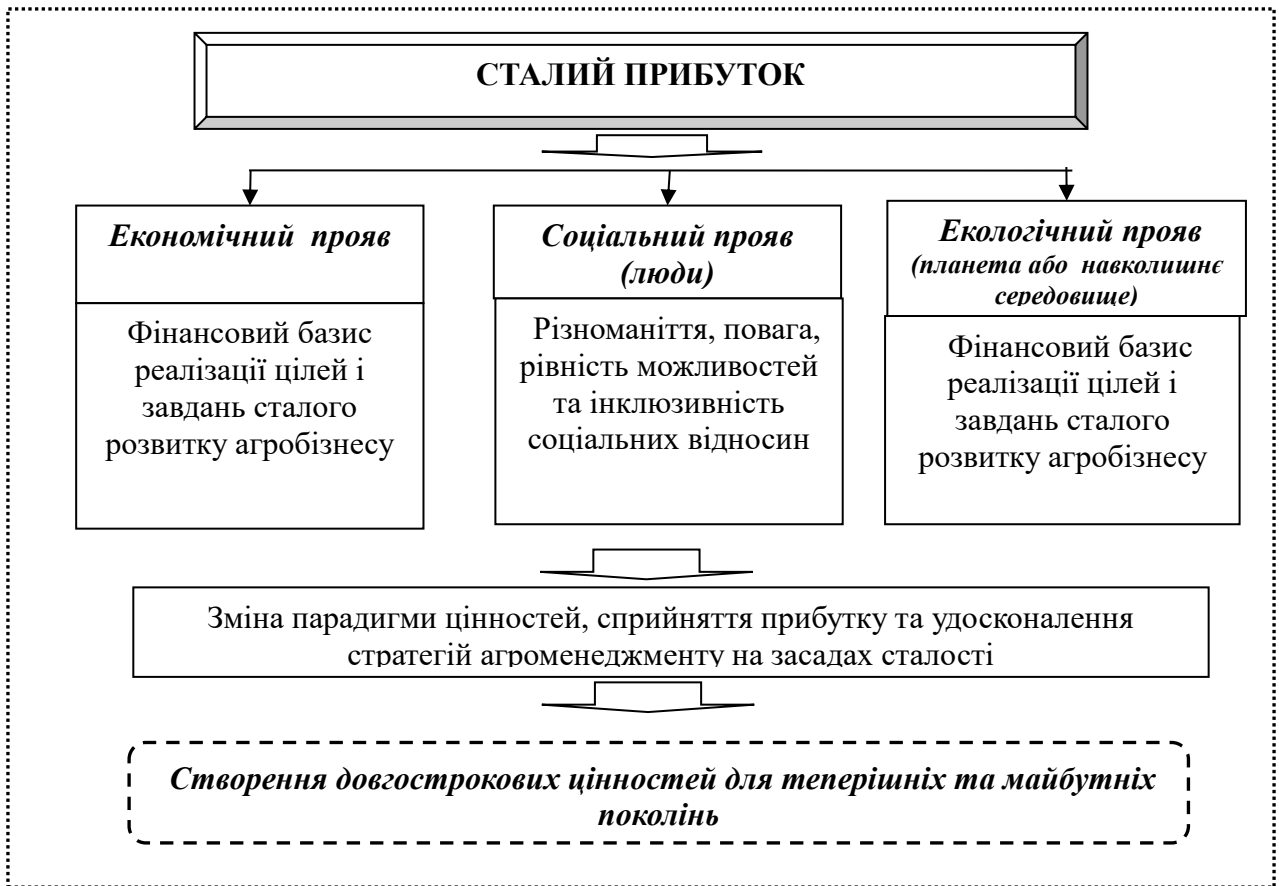 СТАЛИЙ ПРИБУТОК
Економічний прояв
Фінансовий базис
реалізації цілей і
завдань сталого
розвитку агробізнесу
Соціальний прояв
(люди)
Різноманіття, повага,
рівність можливостей
та інклюзивність
соціальних відносин
Екологічний прояв
(планета або навколишнє
середовище)
Фінансовий базис
реалізації цілей і
завдань сталого
розвитку агробізнесу
Зміна парадигми цінностей, сприйняття прибутку та удосконалення
стратегій агроменеджменту на засадах сталості
Створення довгострокових цінностей для теперішніх та майбутніх
поколінь